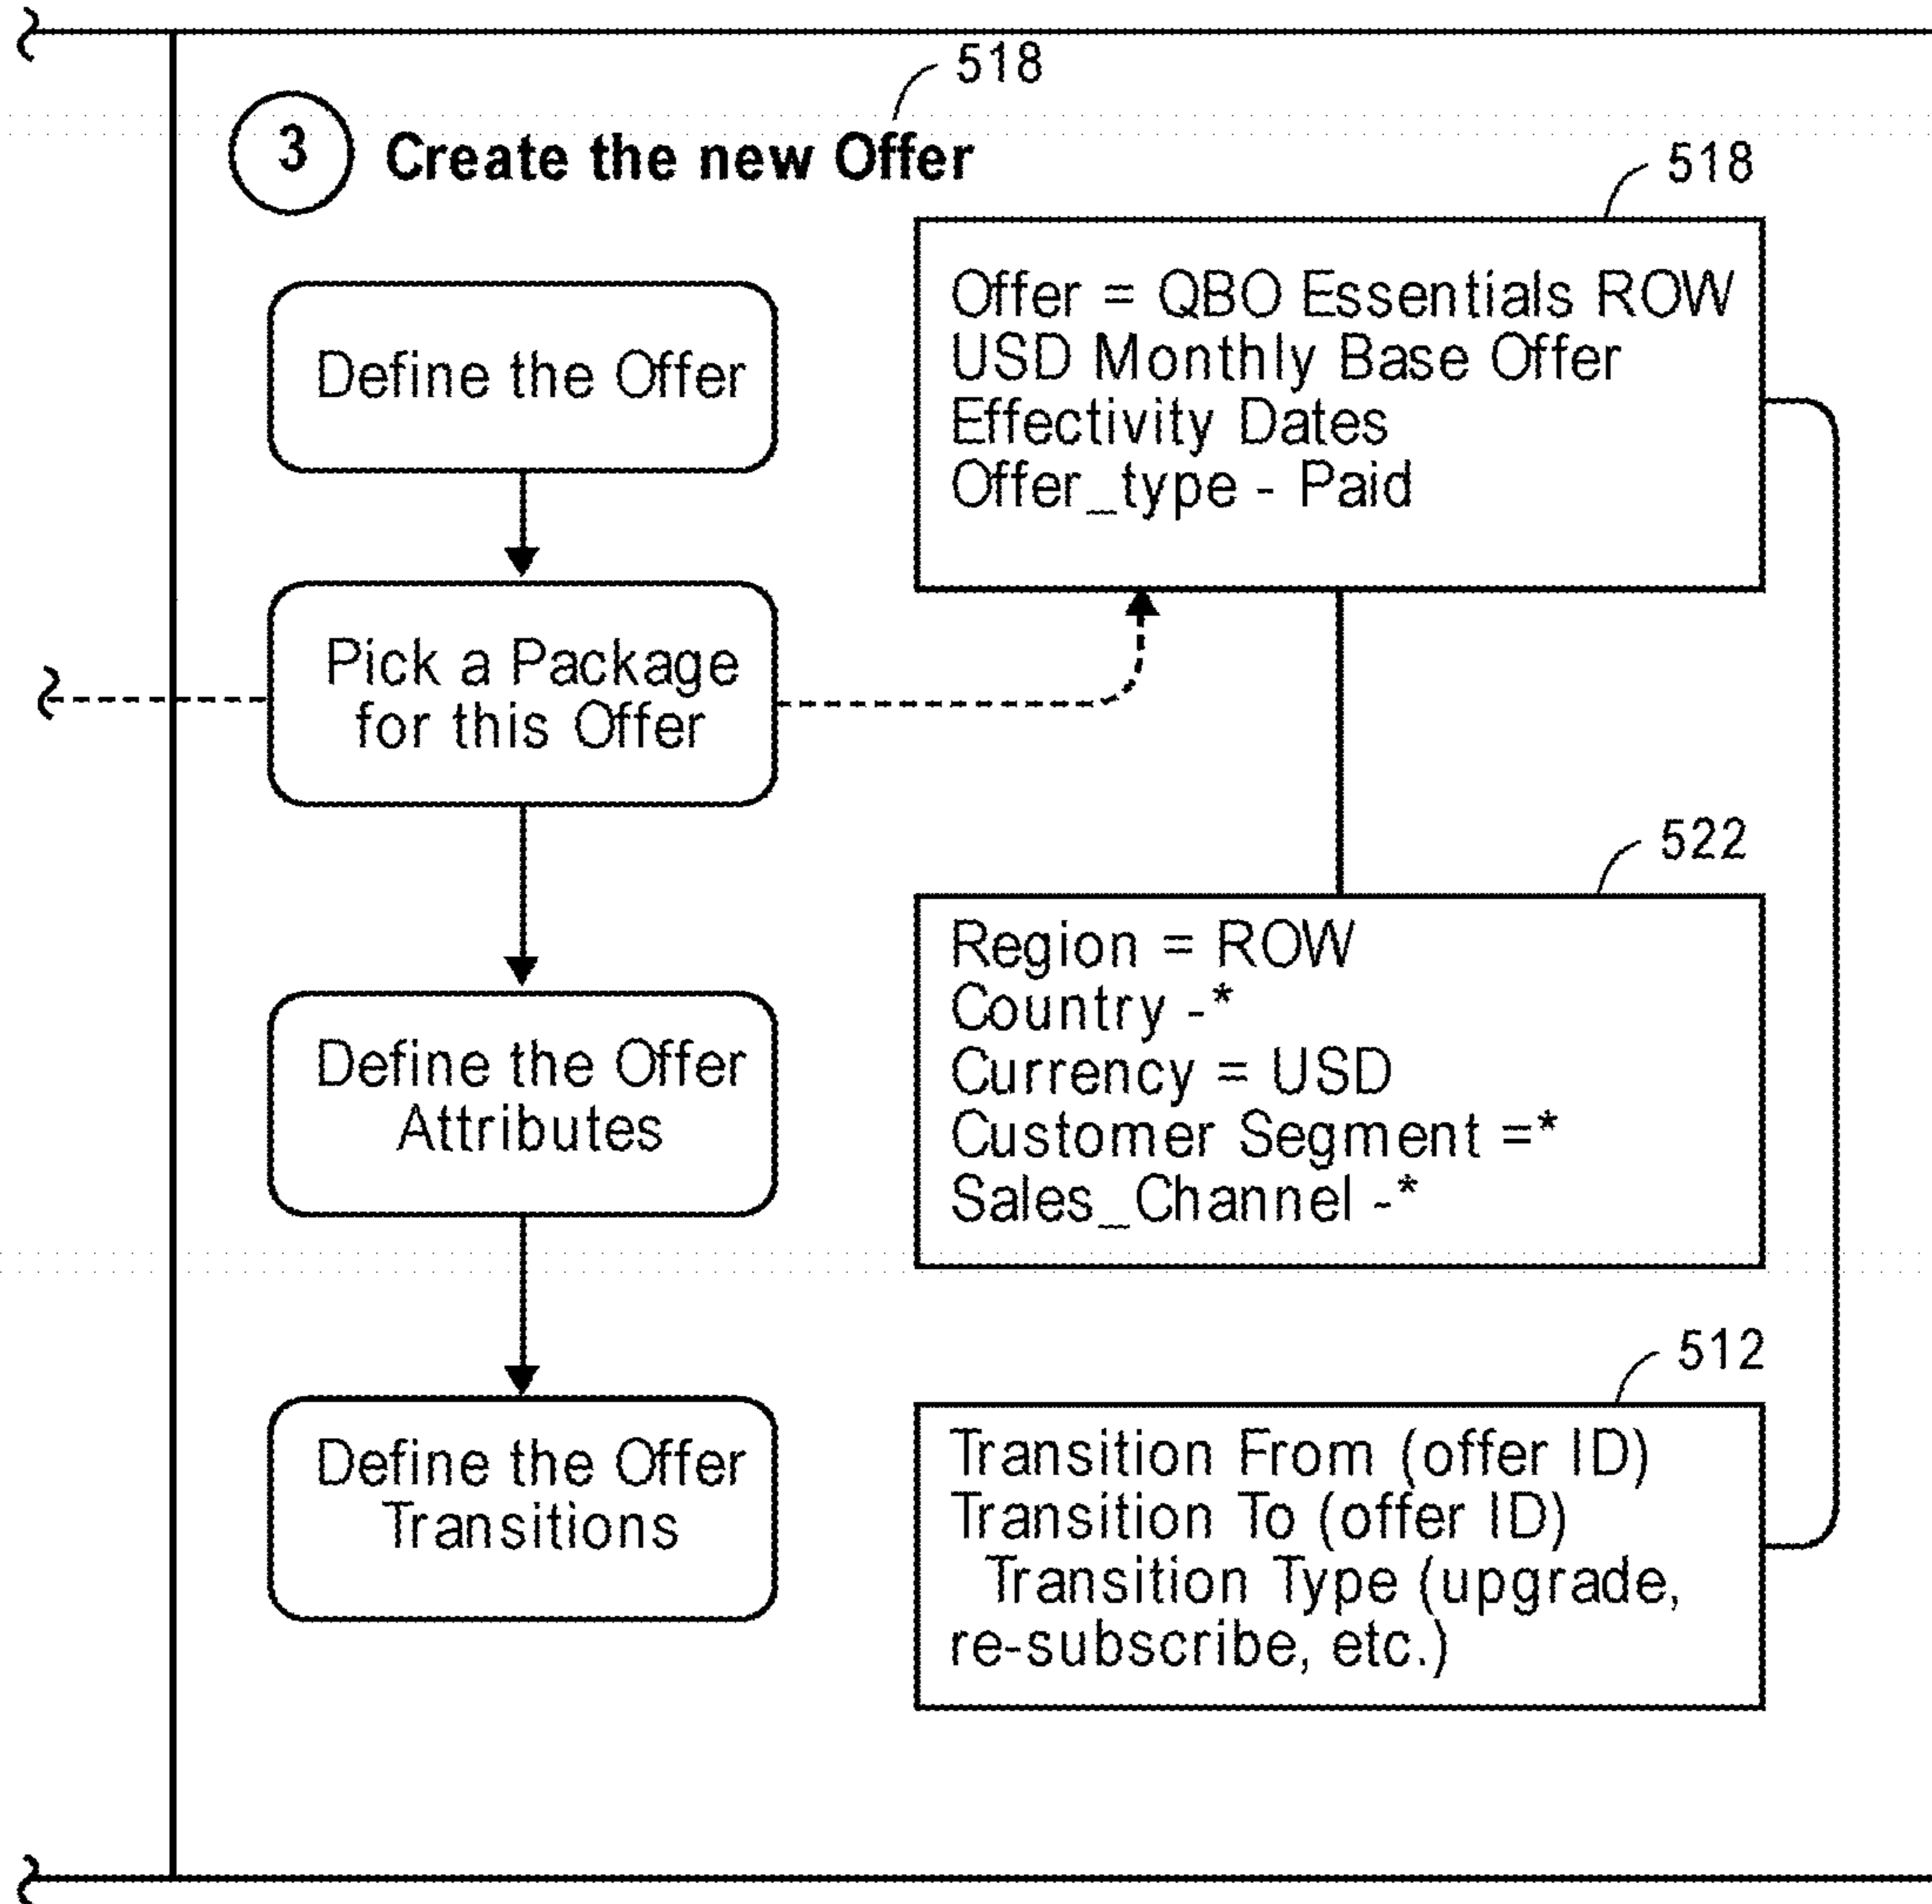 518
3 Create the new Offer
518
Define the Offer
Offer = QBO Essentials ROW
USD Monthly Base Offer
Effectivity Dates
Offer_type - Paid
Pick a Package
for this Offer
522
Define the Offer
Attributes
Region = ROW
Country -*
Currency = USD
Customer Segment =*
Sales_Channel -*
512
Define the Offer
Transitions
Transition From (offer ID)
Transition To (offer ID)
Transition Type (upgrade,
re-subscribe, etc.)